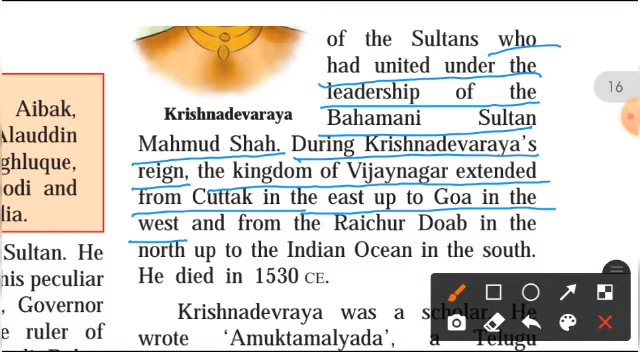 of the Sultans who
had united under the
leadership of the
Krishnadevaraya
Bahamani Sultan
Mahmud Shah. During Krishnadevaraya's
reign, the kingdom of Vijaynagar extended
from Cuttak in the east up to Goa in the
west and from the Raichur Doab in the
north up to the Indian Ocean in the south.
He died in 1530 CE.
Krishnadevraya was a scholar. He
wrote 'Amuktamalyada', a Telugu
Aibak,
Alauddin
ghluque,
odi and
dia.
Sultan. He
his peculiar
, Governor
e ruler of
16